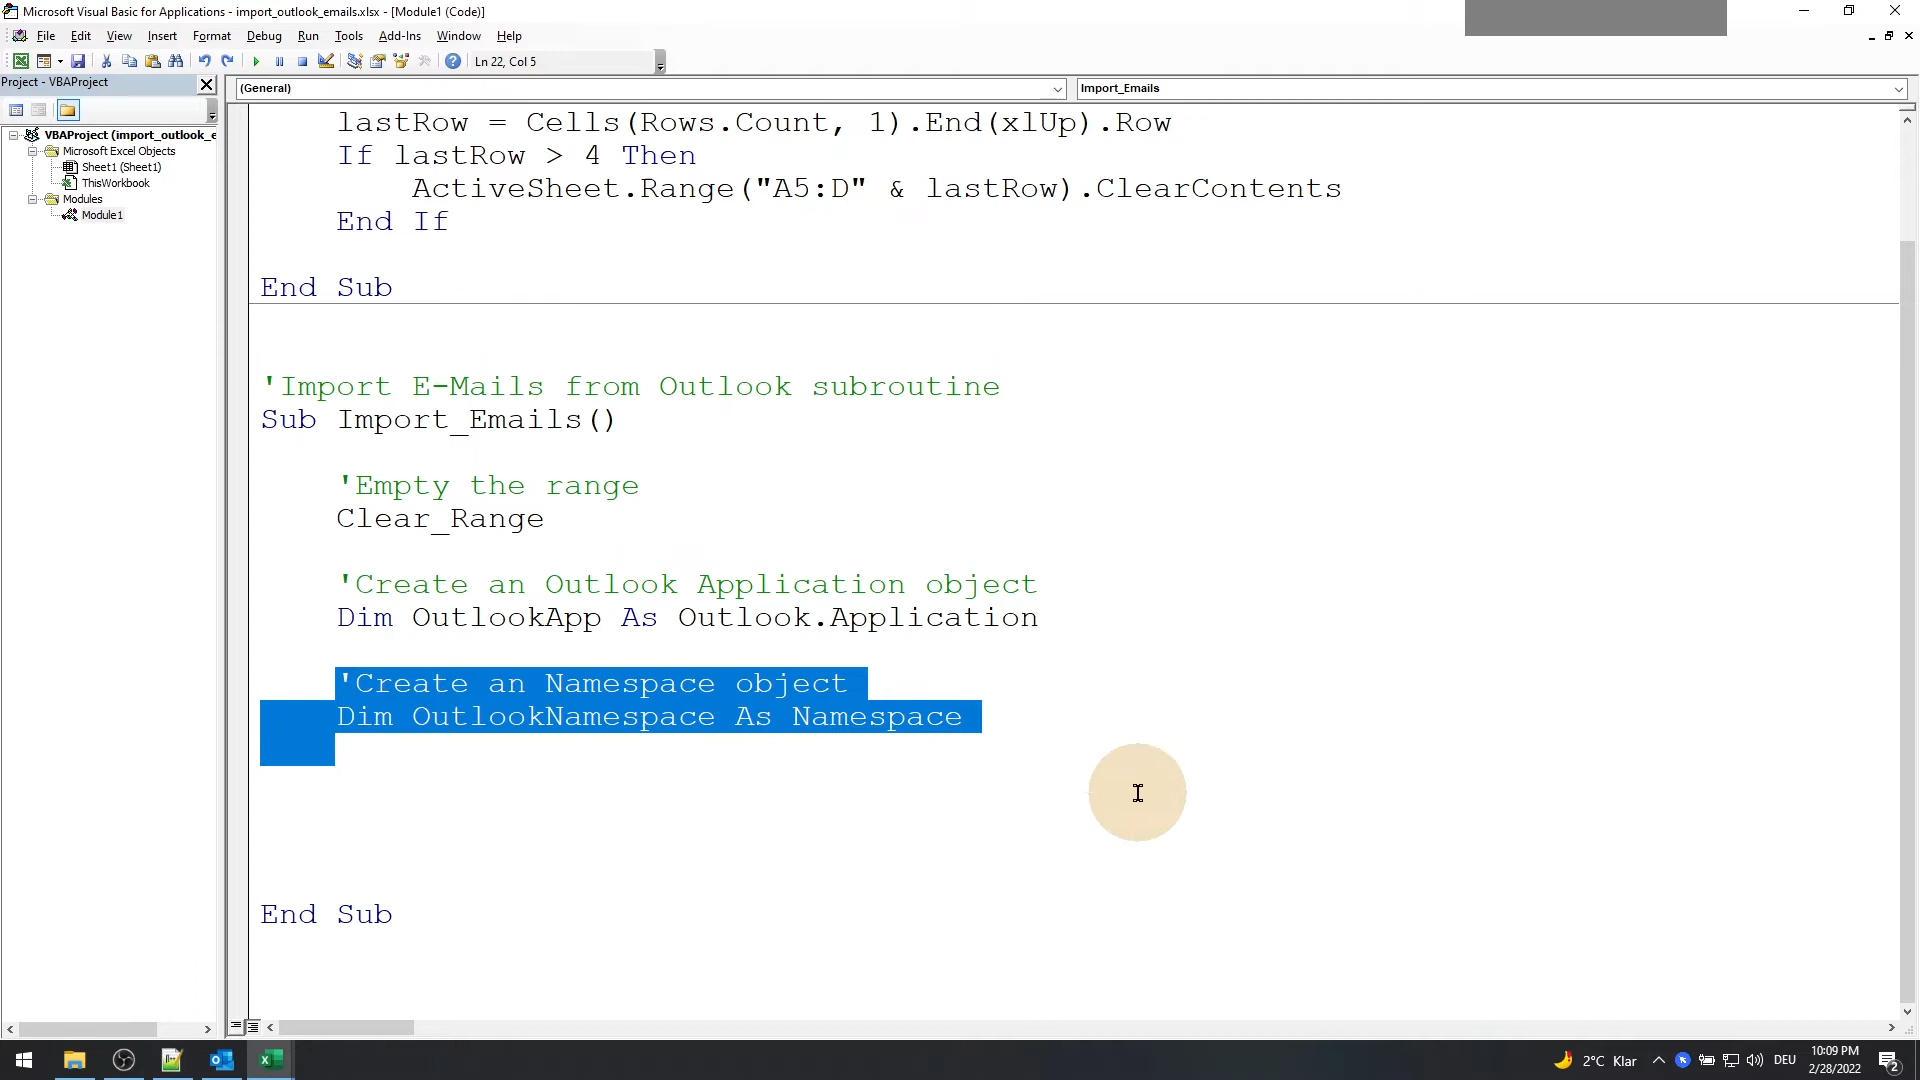 Microsoft Visual Basic for Applications - import_outlook_emails.xlsx - [Module1 (Code)]
File Edit View Insert Format Debug Run Tools Add-Ins Window Help
Ln 22, Col 5
Project - VBAProject
(General) Import_Emails
VBAProject (import_outlook_e
Microsoft Excel Objects
Sheet1 (Sheet1)
ThisWorkbook
Modules
Module1
lastRow = Cells(Rows.Count, 1).End(xlUp).Row
If lastRow > 4 Then
ActiveSheet.Range("A5:D" & lastRow).ClearContents
End If
End Sub
'Import E-Mails from Outlook subroutine
Sub Import_Emails()
'Empty the range
Clear_Range
'Create an Outlook Application object
Dim OutlookApp As Outlook.Application
'Create an Namespace object
Dim OutlookNamespace As Namespace
End Sub
2°C Klar DEU 10:09 PM
2/28/2022 2